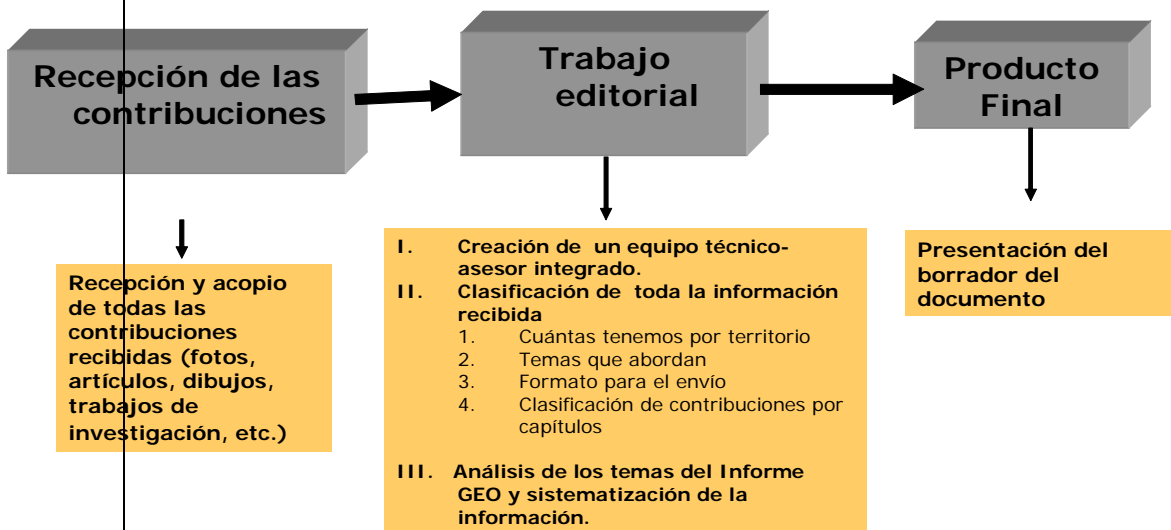 Recepción de las
contribuciones
Trabajo
editorial
Producto
Final
Recepción y acopio
de todas las
contribuciones
recibidas (fotos,
artículos, dibujos,
trabajos de
investigación, etc.)
I. Creación de un equipo técnico-
asesor integrado.
II. Clasificación de toda la información
recibida
1. Cuántas tenemos por territorio
2. Temas que abordan
3. Formato para el envío
4. Clasificación de contribuciones por
capítulos
III. Análisis de los temas del Informe
GEO y sistematización de la
información.
Presentación del
borrador del
documento